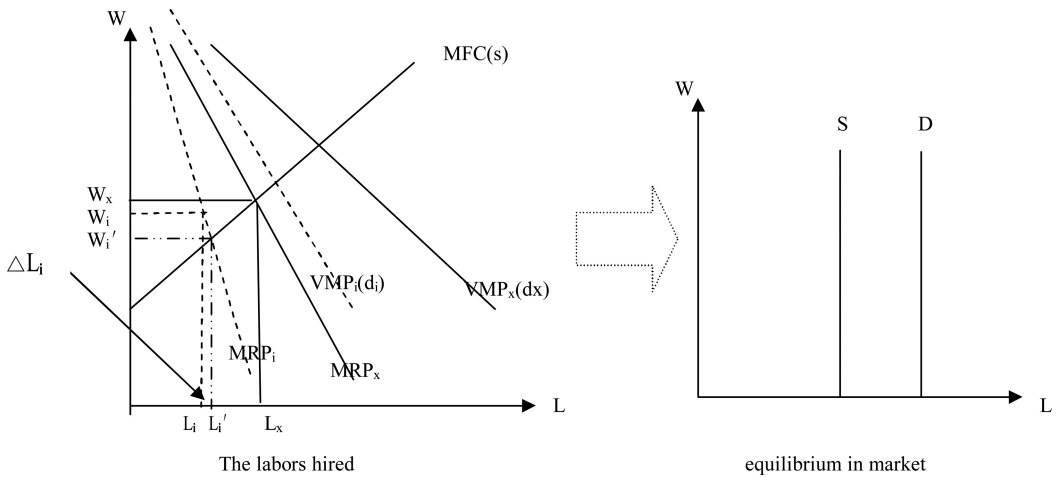 W
MFC(s)
W
S
D
Wₓ
Wᵢ
Wᵢ′
△Lᵢ
VMPᵢ(dᵢ)
VMPₓ(dx)
MRPᵢ
MRPₓ
L
L
Lᵢ
Lᵢ′
Lₓ
The labors hired
equilibrium in market